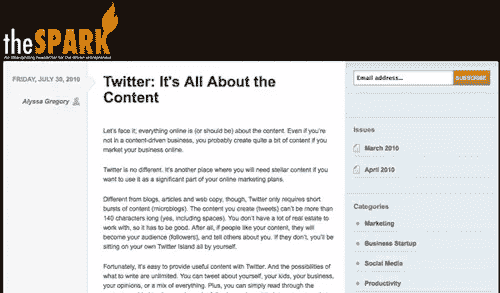 theSPARK
FRIDAY, JULY 30, 2010
Alyssa Gregory
Twitter: It's All About the
Content
Let's face it; everything online is (or should be) about the content. Even if you're
not in a content-driven business, you probably create quite a bit of content if you
market your business online.
Twitter is no different. It's another place where you will need stellar content if you
want to use it as a significant part of your online marketing plans.
Different from blogs, articles and web copy, though, Twitter only requires short
bursts of content (microblogs). The content you create (tweets) can't be more than
140 characters long (yes, including spaces). You don't have a lot of real estate to
work with, so it has to be good. After all, if people like your content, they will
become your audience (followers), and tell others about you. If they don't, you'll be
sitting on your own Twitter Island all by yourself.
Fortunately, it's easy to provide useful content with Twitter. And the possibilities of
what to write are unlimited. You can tweet about yourself, your kids, your business,
your opinions, or a mix of everything. Plus, you can simply read through the
Email address...
SUBSCRIBE
Issues
March 2010
April 2010
Categories
Marketing
Business Startup
Social Media
Productivity